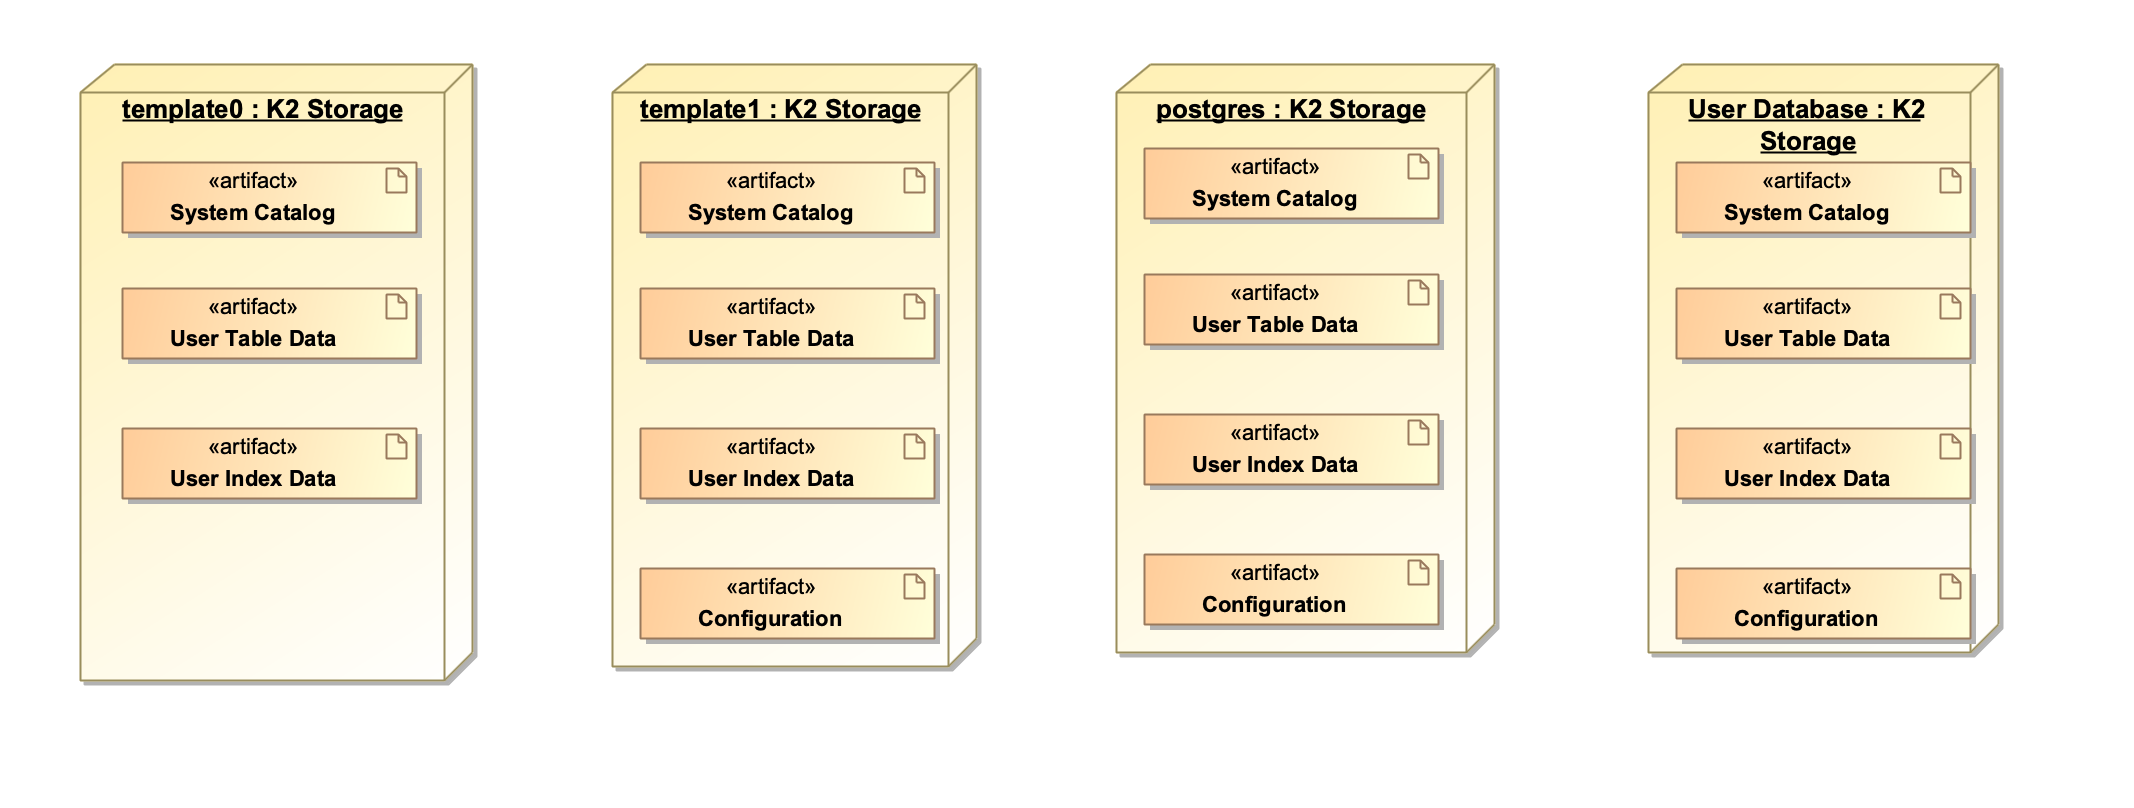 template0 : K2 Storage
«artifact»
System Catalog
«artifact»
User Table Data
«artifact»
User Index Data
template1 : K2 Storage
«artifact»
System Catalog
«artifact»
User Table Data
«artifact»
User Index Data
«artifact»
Configuration
postgres : K2 Storage
«artifact»
System Catalog
«artifact»
User Table Data
«artifact»
User Index Data
«artifact»
Configuration
User Database : K2
Storage
«artifact»
System Catalog
«artifact»
User Table Data
«artifact»
User Index Data
«artifact»
Configuration